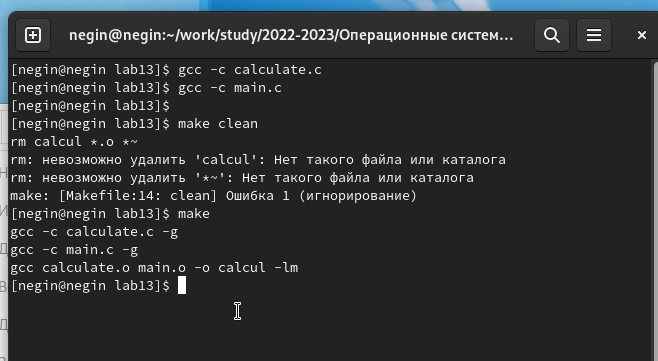 negin@negin:~/work/study/2022-2023/Операционные систем...
[negin@negin lab13]$ gcc -c calculate.c
[negin@negin lab13]$ gcc -c main.c
[negin@negin lab13]$
[negin@negin lab13]$ make clean
rm calcul *.o *~
rm: невозможно удалить 'calcul': Нет такого файла или каталога
rm: невозможно удалить '*~': Нет такого файла или каталога
make: [Makefile:14: clean] Ошибка 1 (игнорирование)
[negin@negin lab13]$ make
gcc -c calculate.c -g
gcc -c main.c -g
gcc calculate.o main.o -o calcul -lm
[negin@negin lab13]$